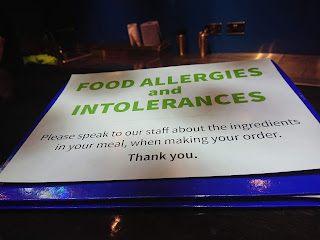 FOOD ALLERGIES
and
INTOLERANCES
Please speak to our staff about the ingredients
in your meal, when making your order.
Thank you.